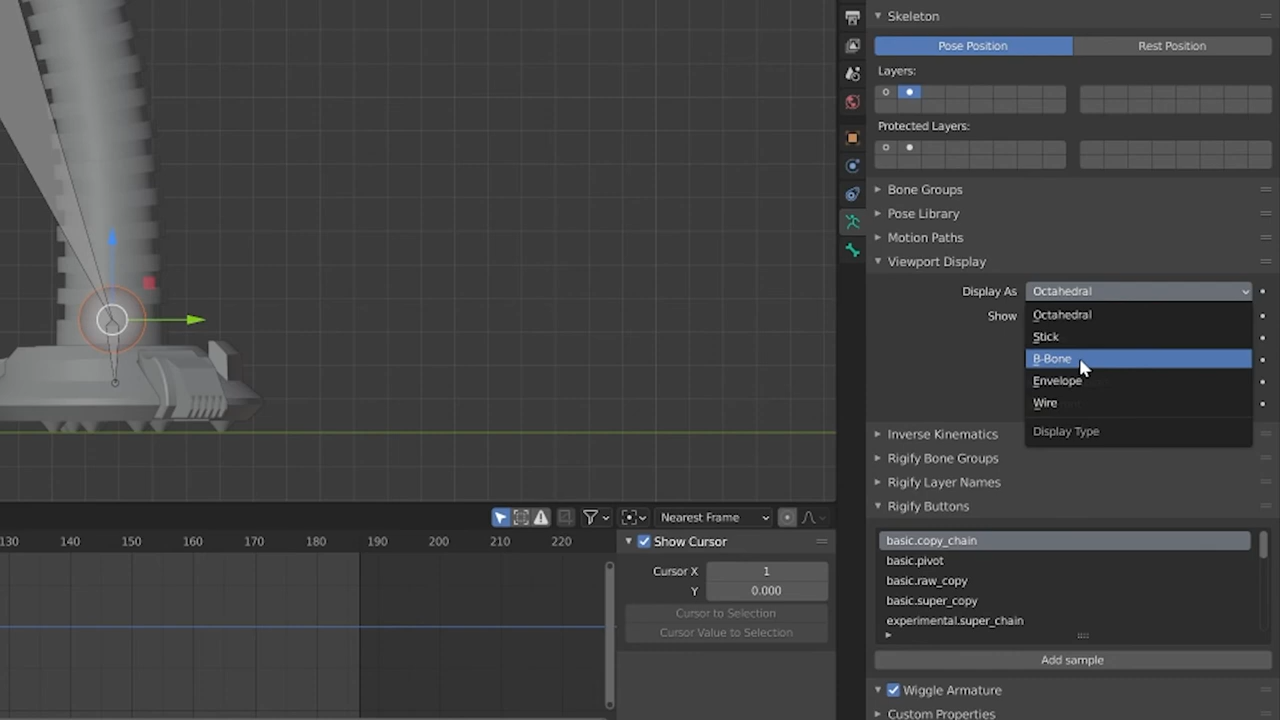 Skeleton
Pose Position Rest Position
Layers:
Protected Layers:
Bone Groups
Pose Library
Motion Paths
Viewport Display
Display As Octahedral
Show Octahedral
Stick
B-Bone
Envelope
Wire
Display Type
Inverse Kinematics
Rigify Bone Groups
Rigify Layer Names
Rigify Buttons
basic.copy_chain
basic.pivot
basic.raw_copy
basic.super_copy
experimental.super_chain
Add sample
Wiggle Armature
Custom Properties
Nearest Frame
130 140 150 160 170 180 190 200 210 220
Show Cursor
Cursor X 1
Y 0.000
Cursor to Selection
Cursor Value to Selection